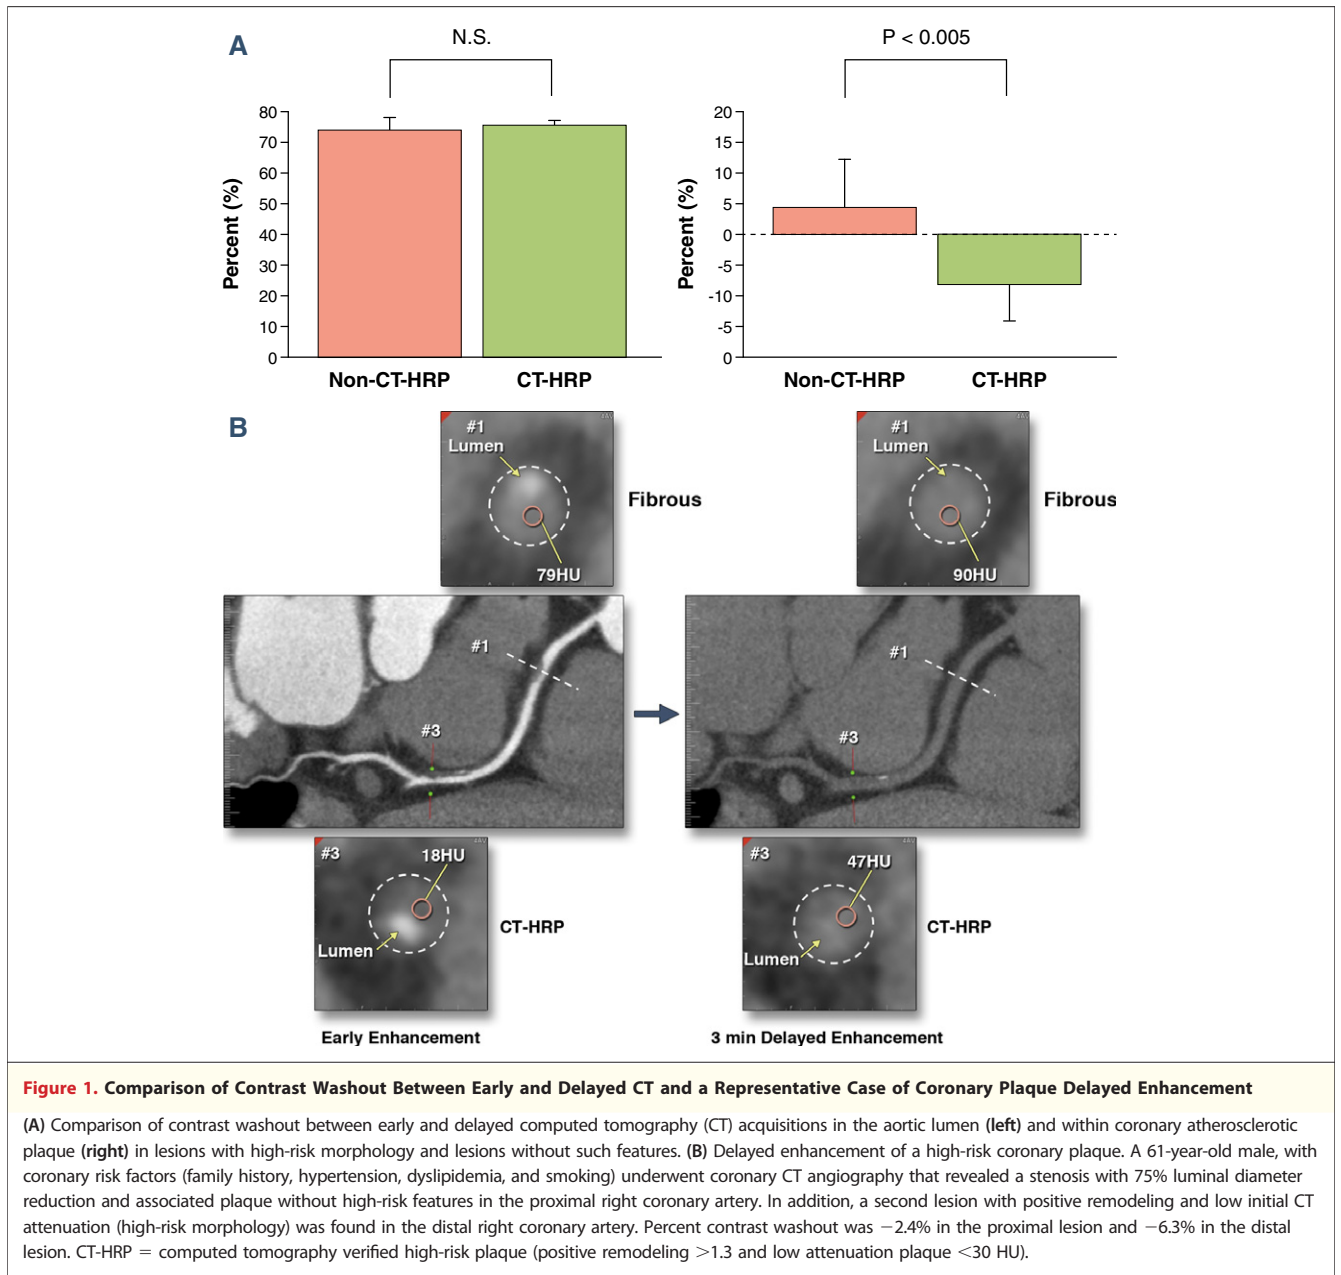 A
N.S.
P < 0.005
Percent (%)
80
70
60
50
40
30
20
10
0
Non-CT-HRP
CT-HRP
Percent (%)
20
15
10
5
0
-5
-10
-5
0
Non-CT-HRP
CT-HRP
B
#1
Lumen
79HU
Fibrous
#1
Lumen
90HU
Fibrous
#1
#3
#1
#3
#3
18HU
Lumen
CT-HRP
#3
47HU
Lumen
CT-HRP
Early Enhancement
3 min Delayed Enhancement
Figure 1. Comparison of Contrast Washout Between Early and Delayed CT and a Representative Case of Coronary Plaque Delayed Enhancement
(A) Comparison of contrast washout between early and delayed computed tomography (CT) acquisitions in the aortic lumen (left) and within coronary atherosclerotic
plaque (right) in lesions with high-risk morphology and lesions without such features. (B) Delayed enhancement of a high-risk coronary plaque. A 61-year-old male, with
coronary risk factors (family history, hypertension, dyslipidemia, and smoking) underwent coronary CT angiography that revealed a stenosis with 75% luminal diameter
reduction and associated plaque without high-risk features in the proximal right coronary artery. In addition, a second lesion with positive remodeling and low initial CT
attenuation (high-risk morphology) was found in the distal right coronary artery. Percent contrast washout was −2.4% in the proximal lesion and −6.3% in the distal
lesion. CT-HRP = computed tomography verified high-risk plaque (positive remodeling >1.3 and low attenuation plaque <30 HU).